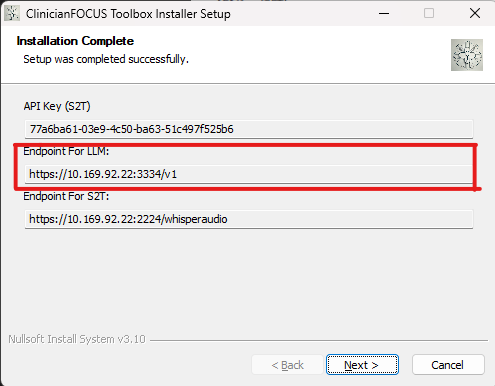 ClinicianFOCUS Toolbox Installer Setup
Installation Complete
Setup was completed successfully.
API Key (S2T)
77a6ba61-03e9-4c50-ba63-51c497f525b6
Endpoint For LLM:
https://10.169.92.22:3334/v1
Endpoint For S2T:
https://10.169.92.22:2224/whisperaudio
Nullsoft Install System v3.10
< Back
Next >
Cancel